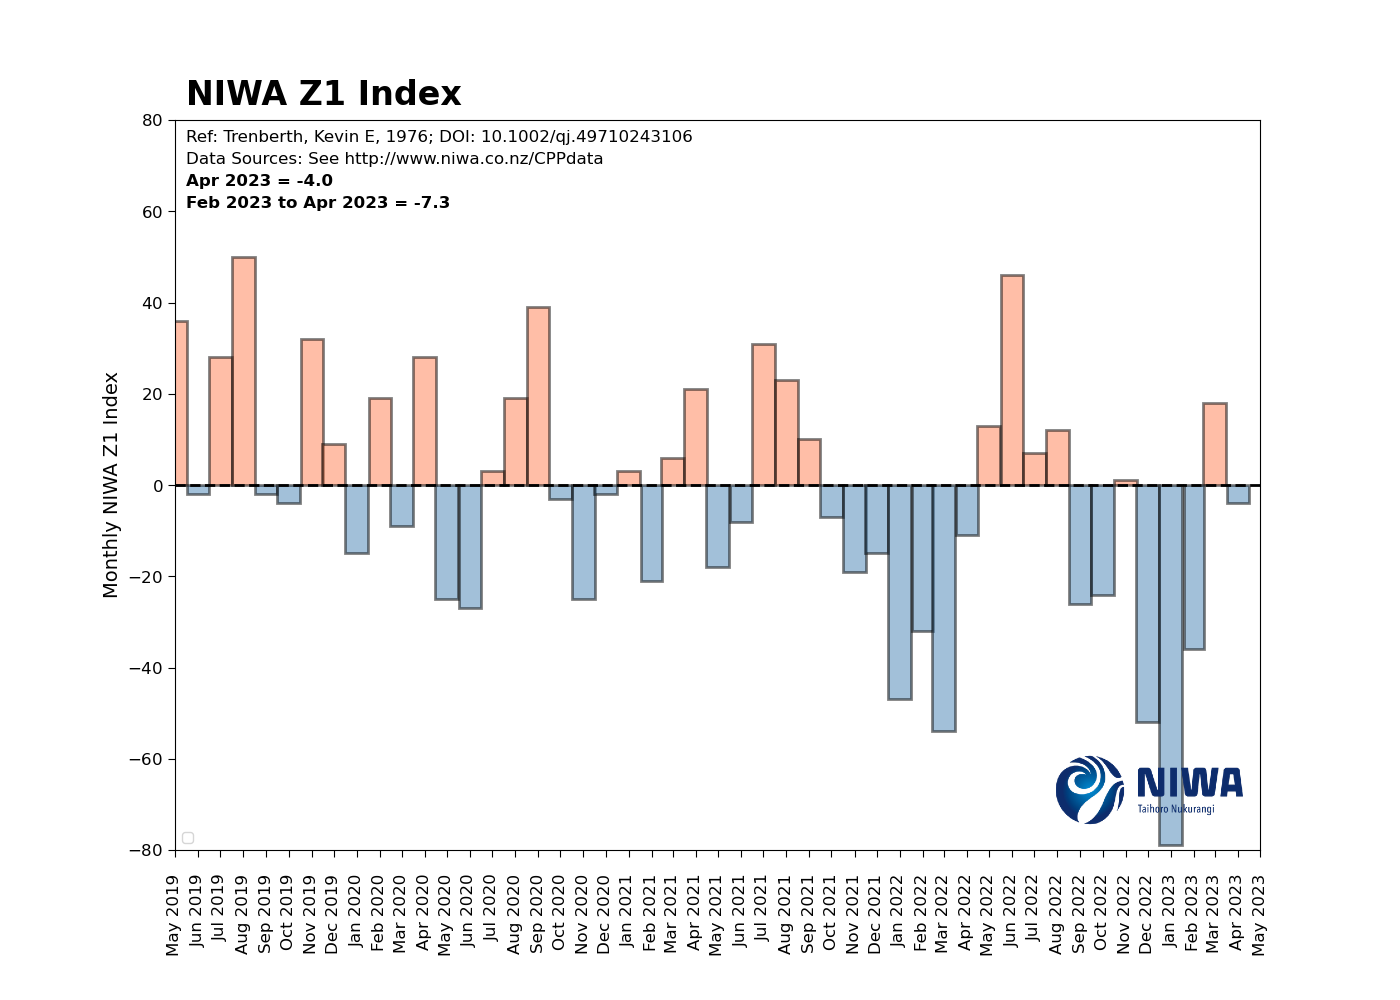 NIWA Z1 Index
Ref: Trenberth, Kevin E, 1976; DOI: 10.1002/qj.49710243106
Data Sources: See http://www.niwa.co.nz/CPPdata
Apr 2023 = -4.0
Feb 2023 to Apr 2023 = -7.3
Monthly NIWA Z1 Index
80
60
40
20
0
−20
−40
−60
−80
NIWA
Taihoro Nukurangi
May 2019
Jun 2019
Jul 2019
Aug 2019
Sep 2019
Oct 2019
Nov 2019
Dec 2019
Jan 2020
Feb 2020
Mar 2020
Apr 2020
May 2020
Jun 2020
Jul 2020
Aug 2020
Sep 2020
Oct 2020
Nov 2020
Dec 2020
Jan 2021
Feb 2021
Mar 2021
Apr 2021
May 2021
Jun 2021
Jul 2021
Aug 2021
Sep 2021
Oct 2021
Nov 2021
Dec 2021
Jan 2022
Feb 2022
Mar 2022
Apr 2022
May 2022
Jun 2022
Jul 2022
Aug 2022
Sep 2022
Oct 2022
Nov 2022
Dec 2022
Jan 2023
Feb 2023
Mar 2023
Apr 2023
May 2023